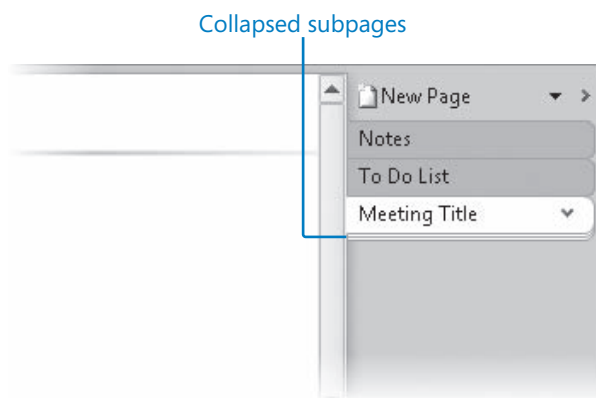 Collapsed subpages
New Page
Notes
To Do List
Meeting Title